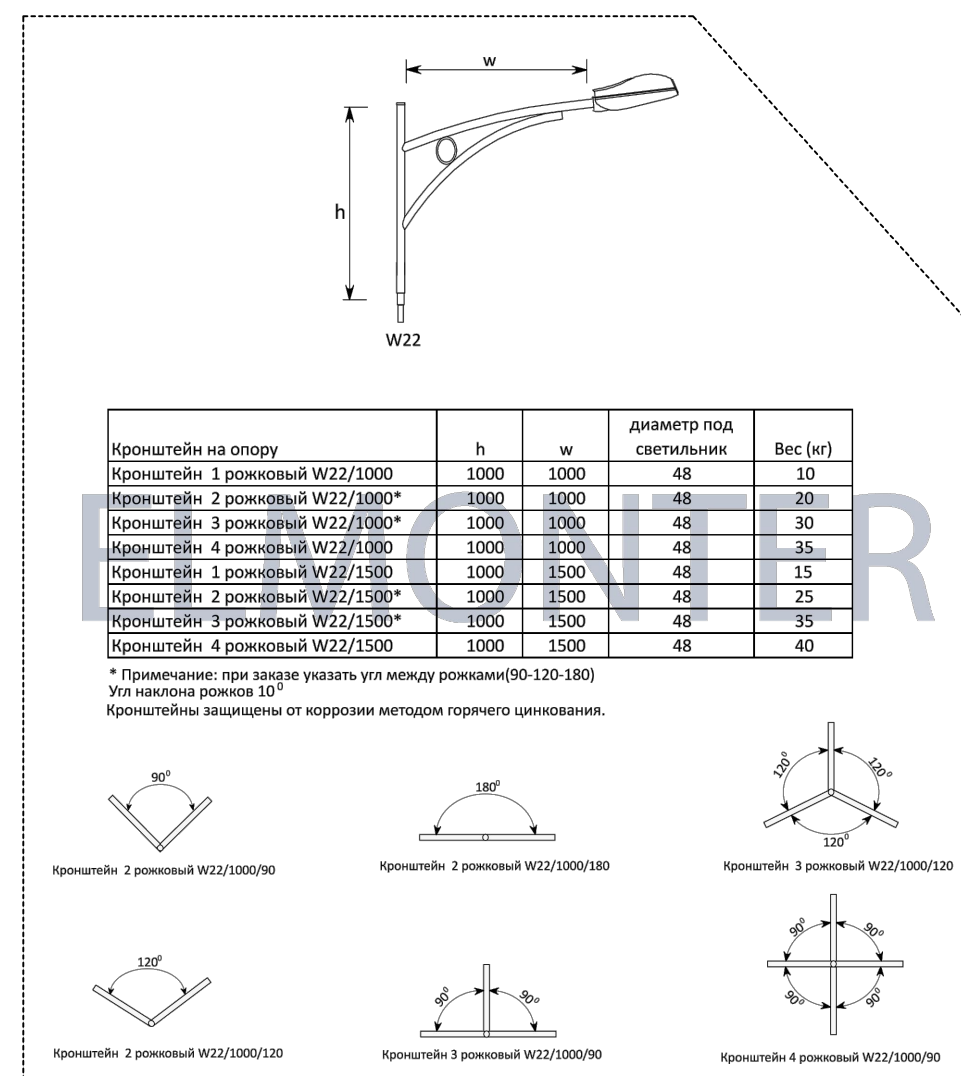 w
h
W22
диаметр под
Кронштейн на опору h w светильник Вес (кг)
Кронштейн 1 рожковый W22/1000 1000 1000 48 10
Кронштейн 2 рожковый W22/1000* 1000 1000 48 20
Кронштейн 3 рожковый W22/1000* 1000 1000 48 30
Кронштейн 4 рожковый W22/1000 1000 1000 48 35
Кронштейн 1 рожковый W22/1500 1000 1500 48 15
Кронштейн 2 рожковый W22/1500* 1000 1500 48 25
Кронштейн 3 рожковый W22/1500* 1000 1500 48 35
Кронштейн 4 рожковый W22/1500 1000 1500 48 40
ELMONTER
* Примечание: при заказе указать угл между рожками(90-120-180)
Угл наклона рожков 10⁰
Кронштейны защищены от коррозии методом горячего цинкования.
90⁰
180⁰
120⁰ 120⁰
120⁰
Кронштейн 2 рожковый W22/1000/90
Кронштейн 2 рожковый W22/1000/180
Кронштейн 3 рожковый W22/1000/120
120⁰
90⁰ 90⁰
90⁰ 90⁰
90⁰ 90⁰
Кронштейн 2 рожковый W22/1000/120
Кронштейн 3 рожковый W22/1000/90
Кронштейн 4 рожковый W22/1000/90